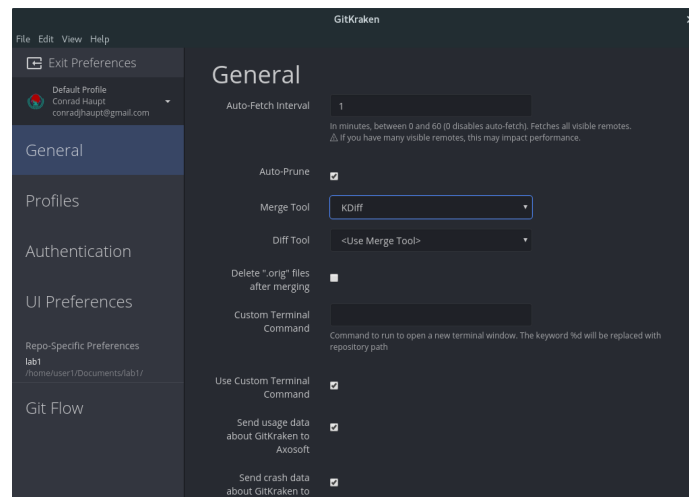 GitKraken
File Edit View Help
Exit Preferences
Default Profile
Conrad Haupt
conradjhaupt@gmail.com
General
Profiles
Authentication
UI Preferences
Repo-Specific Preferences
lab1
/home/user1/Documents/lab1/
Git Flow
General
Auto-Fetch Interval
1
In minutes, between 0 and 60 (0 disables auto-fetch). Fetches all visible remotes.
⚠ If you have many visible remotes, this may impact performance.
Auto-Prune
Merge Tool
KDiff
Diff Tool
<Use Merge Tool>
Delete ".orig" files
after merging
Custom Terminal
Command
Command to run to open a new terminal window. The keyword %d will be replaced with
repository path
Use Custom Terminal
Command
Send usage data
about GitKraken to
Axosoft
Send crash data
about GitKraken to